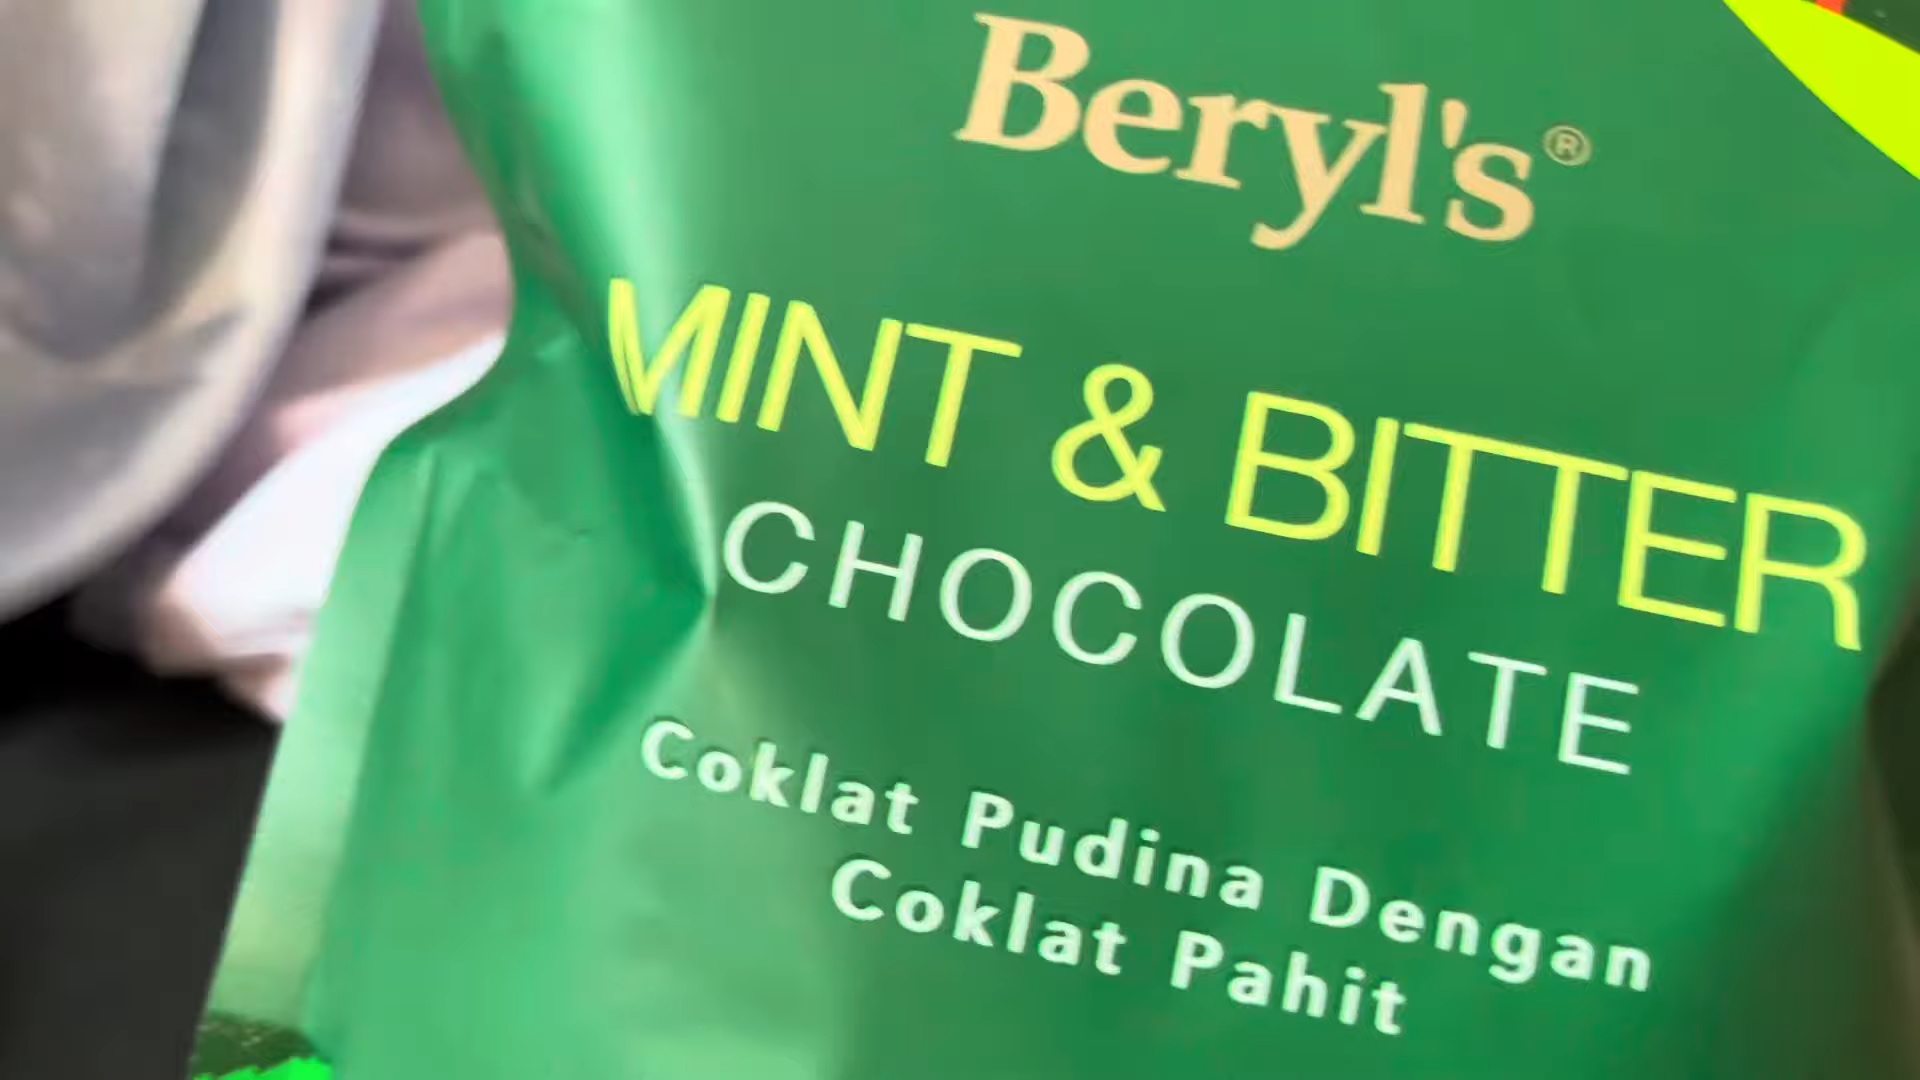 Beryl's®
MINT & BITTER
CHOCOLATE
Coklat Pudina Dengan
Coklat Pahit